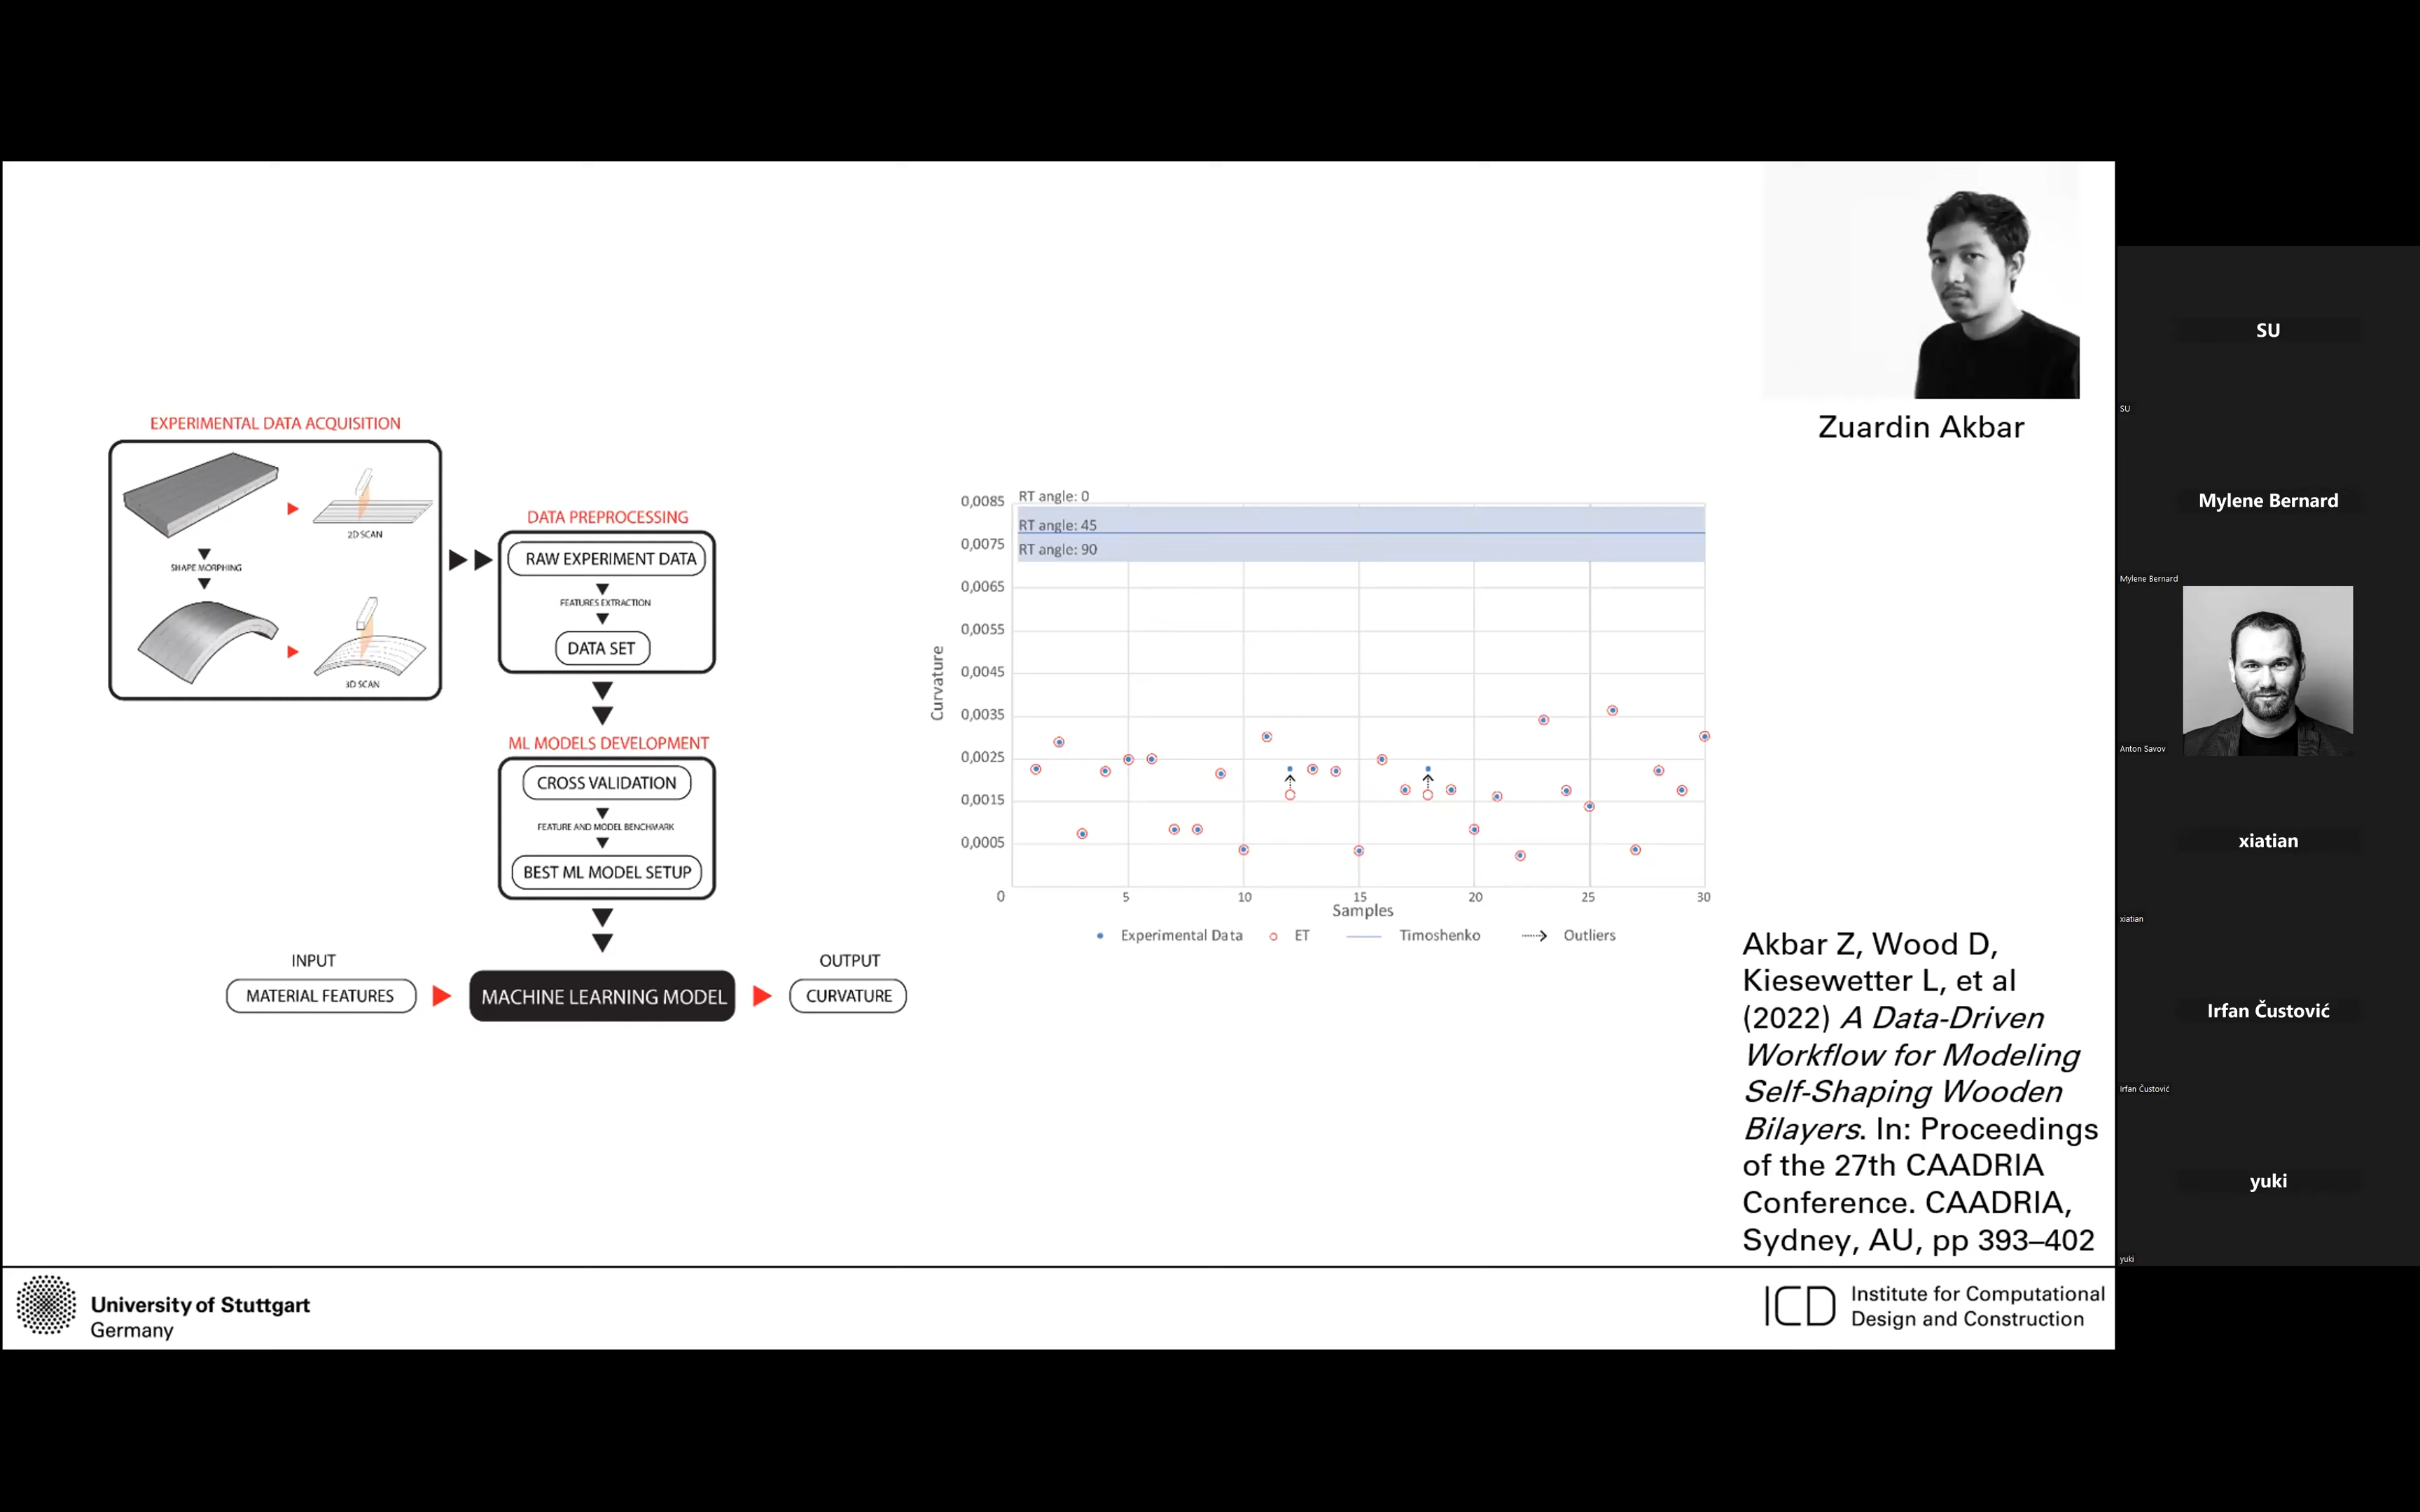 Zuardin Akbar
EXPERIMENTAL DATA ACQUISITION
2D SCAN
SHAPE MORPHING
3D SCAN
DATA PREPROCESSING
RAW EXPERIMENT DATA
FEATURES EXTRACTION
DATA SET
ML MODELS DEVELOPMENT
CROSS VALIDATION
FEATURE AND MODEL BENCHMARK
BEST ML MODEL SETUP
INPUT
MATERIAL FEATURES
MACHINE LEARNING MODEL
OUTPUT
CURVATURE
Curvature
0,0085
0,0075
0,0065
0,0055
0,0045
0,0035
0,0025
0,0015
0,0005
0
RT angle: 0
RT angle: 45
RT angle: 90
5
10
15
20
25
30
Samples
Experimental Data
ET
Timoshenko
Outliers
Akbar Z, Wood D,
Kiesewetter L, et al
(2022) A Data-Driven
Workflow for Modeling
Self-Shaping Wooden
Bilayers. In: Proceedings
of the 27th CAADRIA
Conference. CAADRIA,
Sydney, AU, pp 393–402
University of Stuttgart
Germany
ICD
Institute for Computational
Design and Construction
SU
SU
Mylene Bernard
Mylene Bernard
Anton Savov
xiatian
xiatian
Irfan Čustović
Irfan Čustović
yuki
yuki